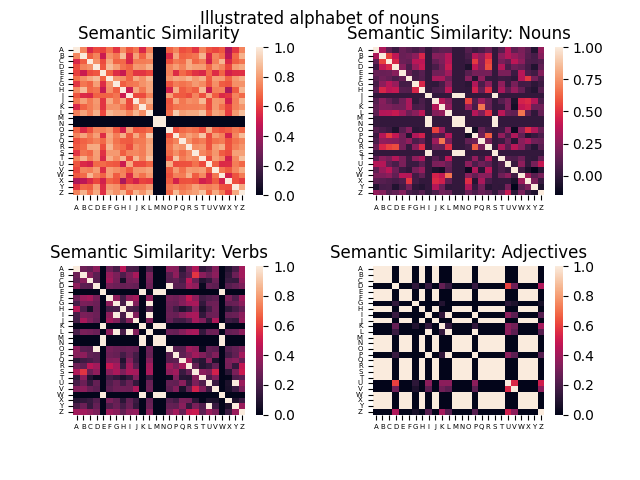 Illustrated alphabet of nouns
Semantic Similarity
A
B
C
D
E
F
G
H
I
J
K
L
M
N
O
P
Q
R
S
T
U
V
W
X
Y
Z
A B C D E F G H I J K L M N O P Q R S T U V W X Y Z
1.0
0.8
0.6
0.4
0.2
0.0
Semantic Similarity: Nouns
A
B
C
D
E
F
G
H
I
J
K
L
M
N
O
P
Q
R
S
T
U
V
W
X
Y
Z
A B C D E F G H I J K L M N O P Q R S T U V W X Y Z
1.00
0.75
0.50
0.25
0.00
Semantic Similarity: Verbs
A
B
C
D
E
F
G
H
I
J
K
L
M
N
O
P
Q
R
S
T
U
V
W
X
Y
Z
A B C D E F G H I J K L M N O P Q R S T U V W X Y Z
1.0
0.8
0.6
0.4
0.2
0.0
Semantic Similarity: Adjectives
A
B
C
D
E
F
G
H
I
J
K
L
M
N
O
P
Q
R
S
T
U
V
W
X
Y
Z
A B C D E F G H I J K L M N O P Q R S T U V W X Y Z
1.0
0.8
0.6
0.4
0.2
0.0